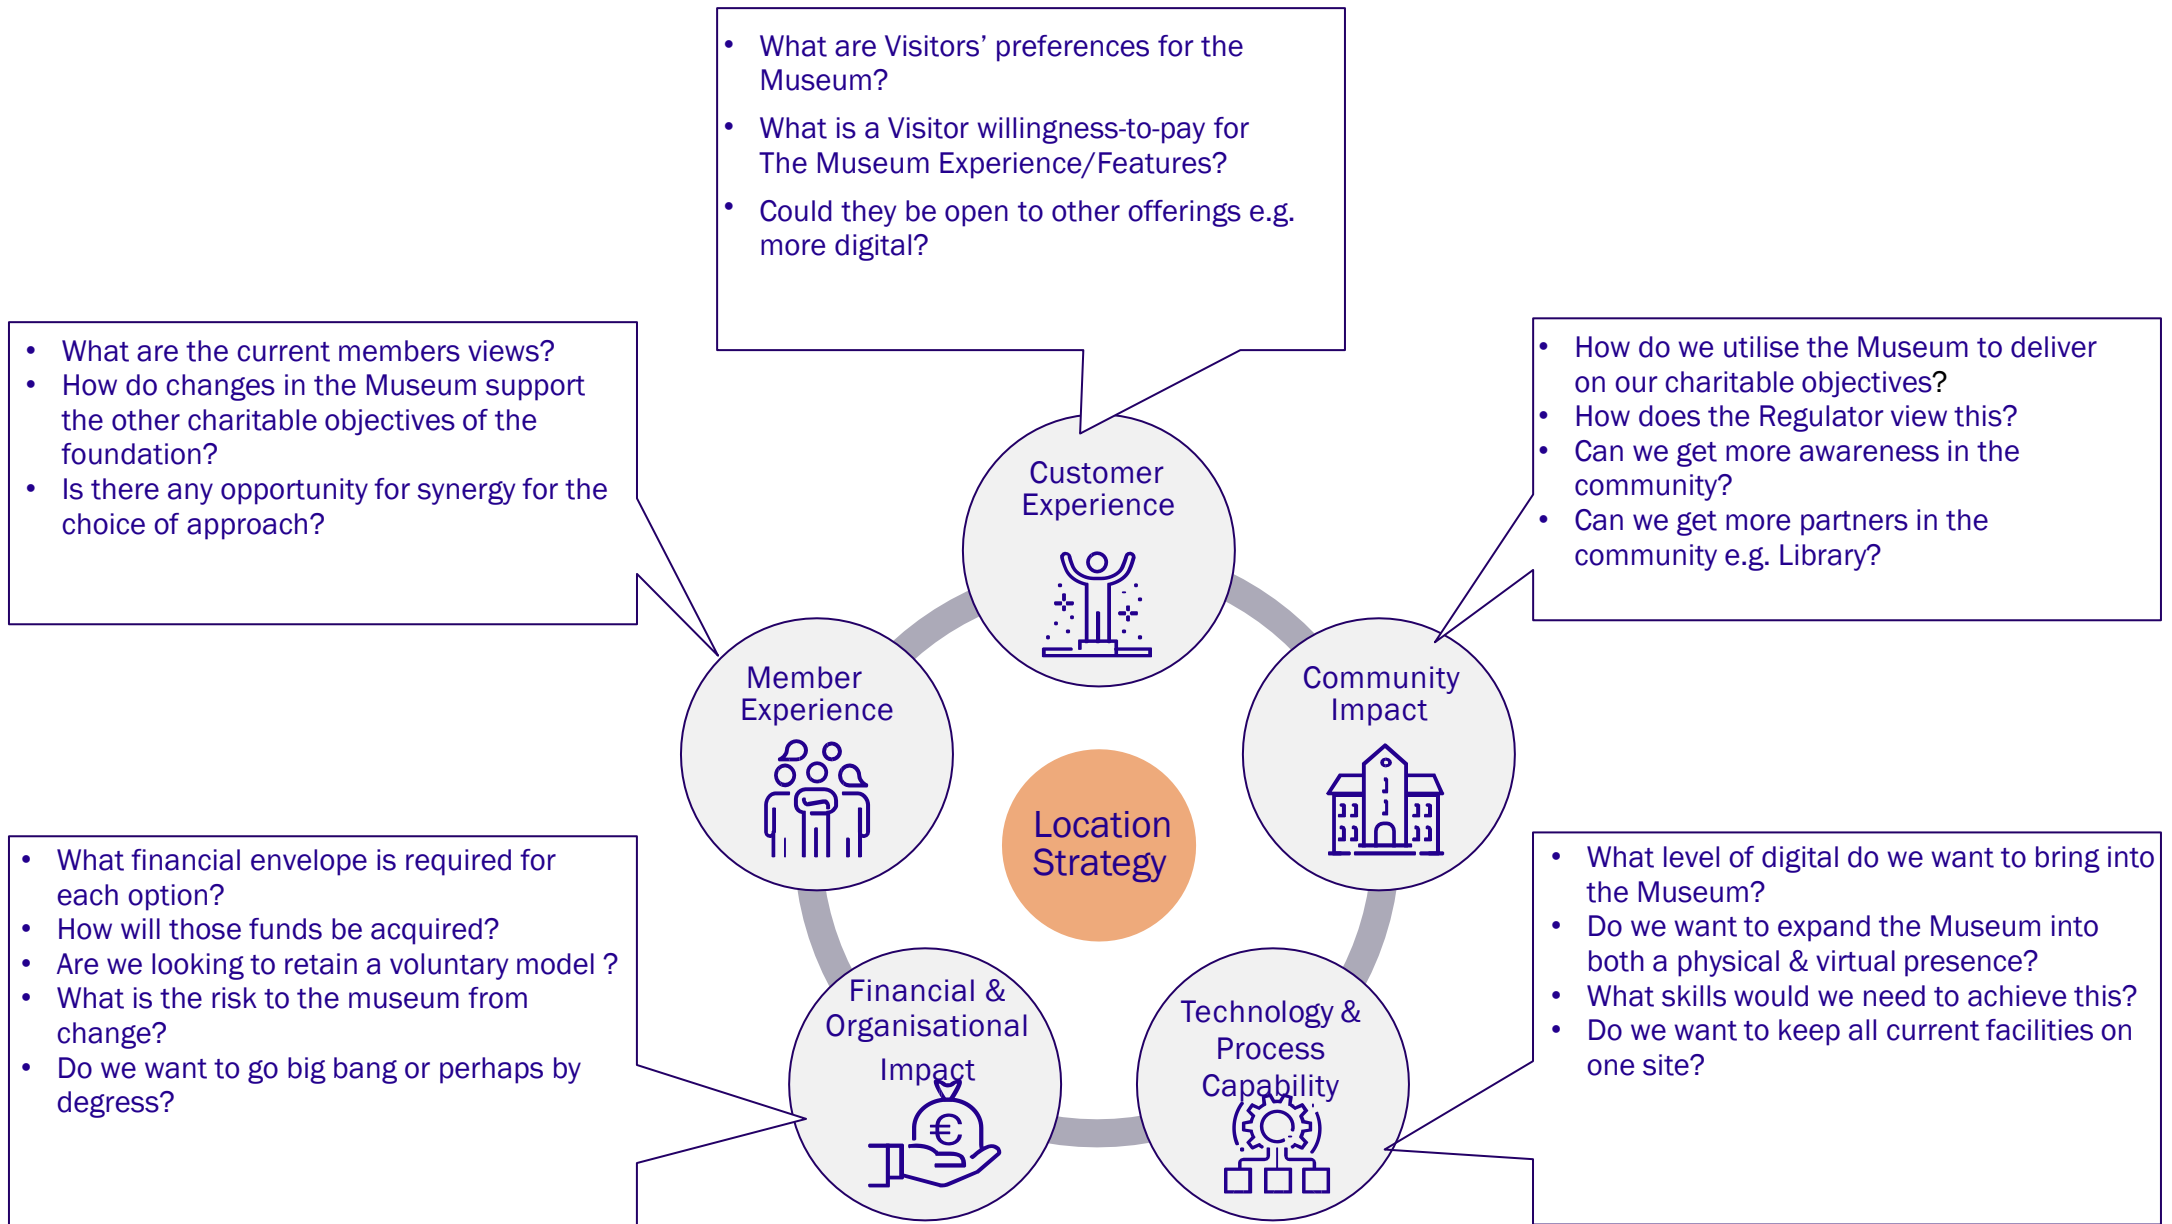 • What are Visitors’ preferences for the
Museum?
• What is a Visitor willingness-to-pay for
The Museum Experience/Features?
• Could they be open to other offerings e.g.
more digital?
• What are the current members views?
• How do changes in the Museum support
the other charitable objectives of the
foundation?
• Is there any opportunity for synergy for the
choice of approach?
• How do we utilise the Museum to deliver
on our charitable objectives?
• How does the Regulator view this?
• Can we get more awareness in the
community?
• Can we get more partners in the
community e.g. Library?
Customer
Experience
Member
Experience
Community
Impact
Location
Strategy
• What financial envelope is required for
each option?
• How will those funds be acquired?
• Are we looking to retain a voluntary model ?
• What is the risk to the museum from
change?
• Do we want to go big bang or perhaps by
degress?
Financial &
Organisational
Impact
€
Technology &
Process
Capability
• What level of digital do we want to bring into
the Museum?
• Do we want to expand the Museum into
both a physical & virtual presence?
• What skills would we need to achieve this?
• Do we want to keep all current facilities on
one site?